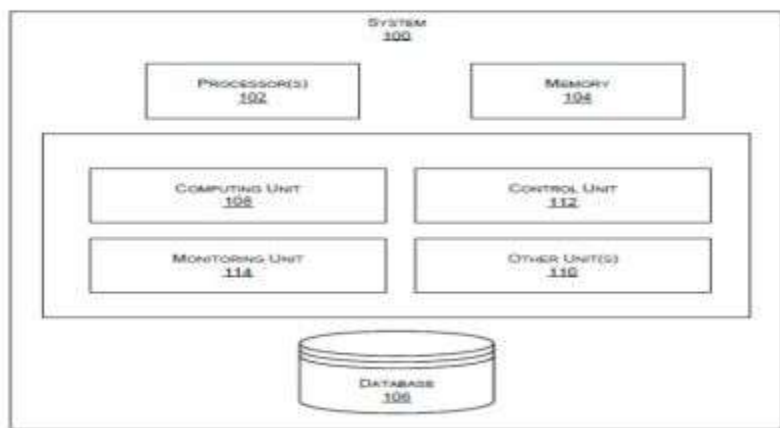 SYSTEM
100
PROCESSOR(S)
102
MEMORY
104
COMPUTING UNIT
108
CONTROL UNIT
112
MONITORING UNIT
114
OTHER UNIT(S)
DATABASE
106